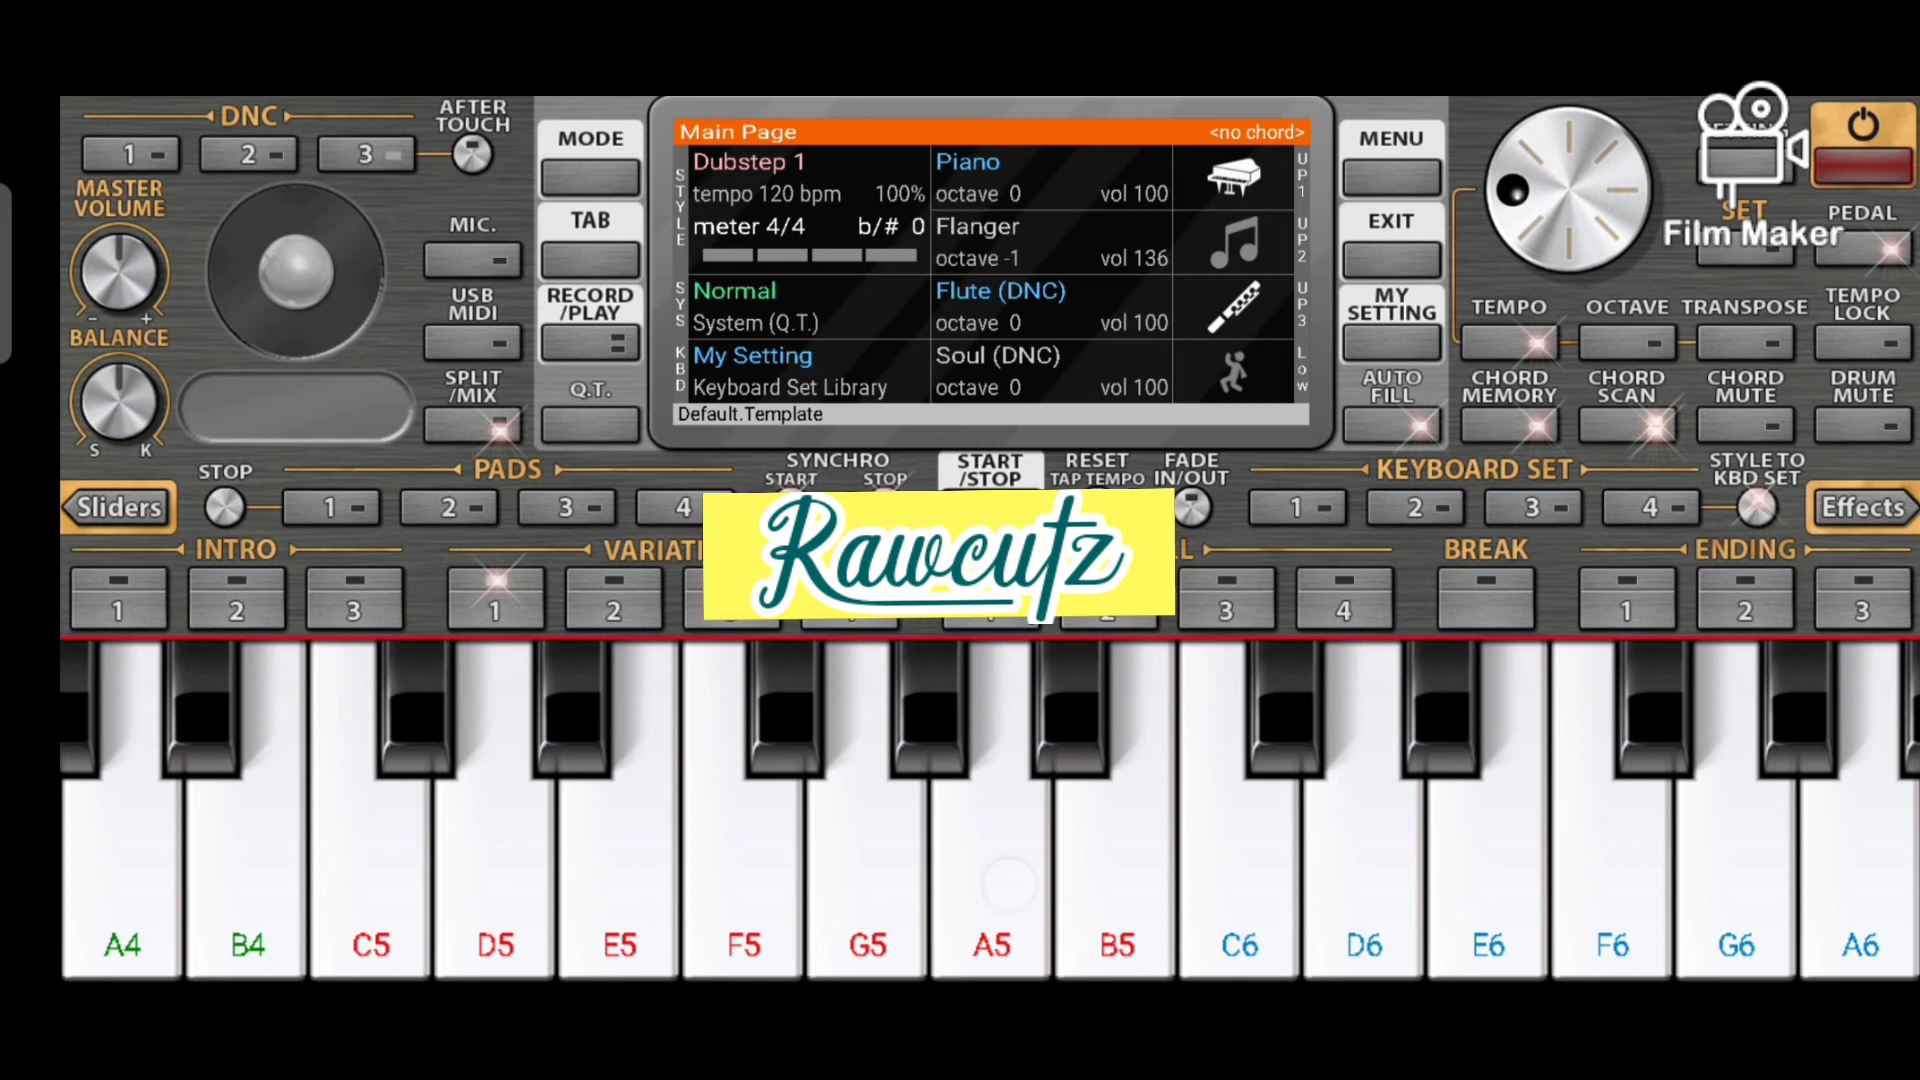 DNC
AFTER
TOUCH
1
2
3
MASTER
VOLUME
- +
BALANCE
S K
MIC.
USB
MIDI
SPLIT
/MIX
MODE
TAB
RECORD
/PLAY
Q.T.
Main Page <no chord>
STYLE
Dubstep 1
tempo 120 bpm 100%
meter 4/4 b/# 0
SYS
Normal
System (Q.T.)
KBD
My Setting
Keyboard Set Library
Piano
octave 0 vol 100
UP1
Flanger
octave -1 vol 136
UP2
Flute (DNC)
octave 0 vol 100
UP3
Soul (DNC)
octave 0 vol 100
Low
Default.Template
MENU
EXIT
MY
SETTING
AUTO
FILL
Film Maker
SET
PEDAL
TEMPO
OCTAVE
TRANSPOSE
TEMPO
LOCK
CHORD
MEMORY
CHORD
SCAN
CHORD
MUTE
DRUM
MUTE
Sliders
STOP
PADS
1
2
3
4
SYNCHRO
START STOP
START
/STOP
RESET
TAP TEMPO
FADE
IN/OUT
KEYBOARD SET
1
2
3
4
STYLE TO
KBD SET
Effects
Rawcutz
INTRO
1
2
3
1
2
3
4
BREAK
ENDING
1
2
3
A4 B4 C5 D5 E5 F5 G5 A5 B5 C6 D6 E6 F6 G6 A6